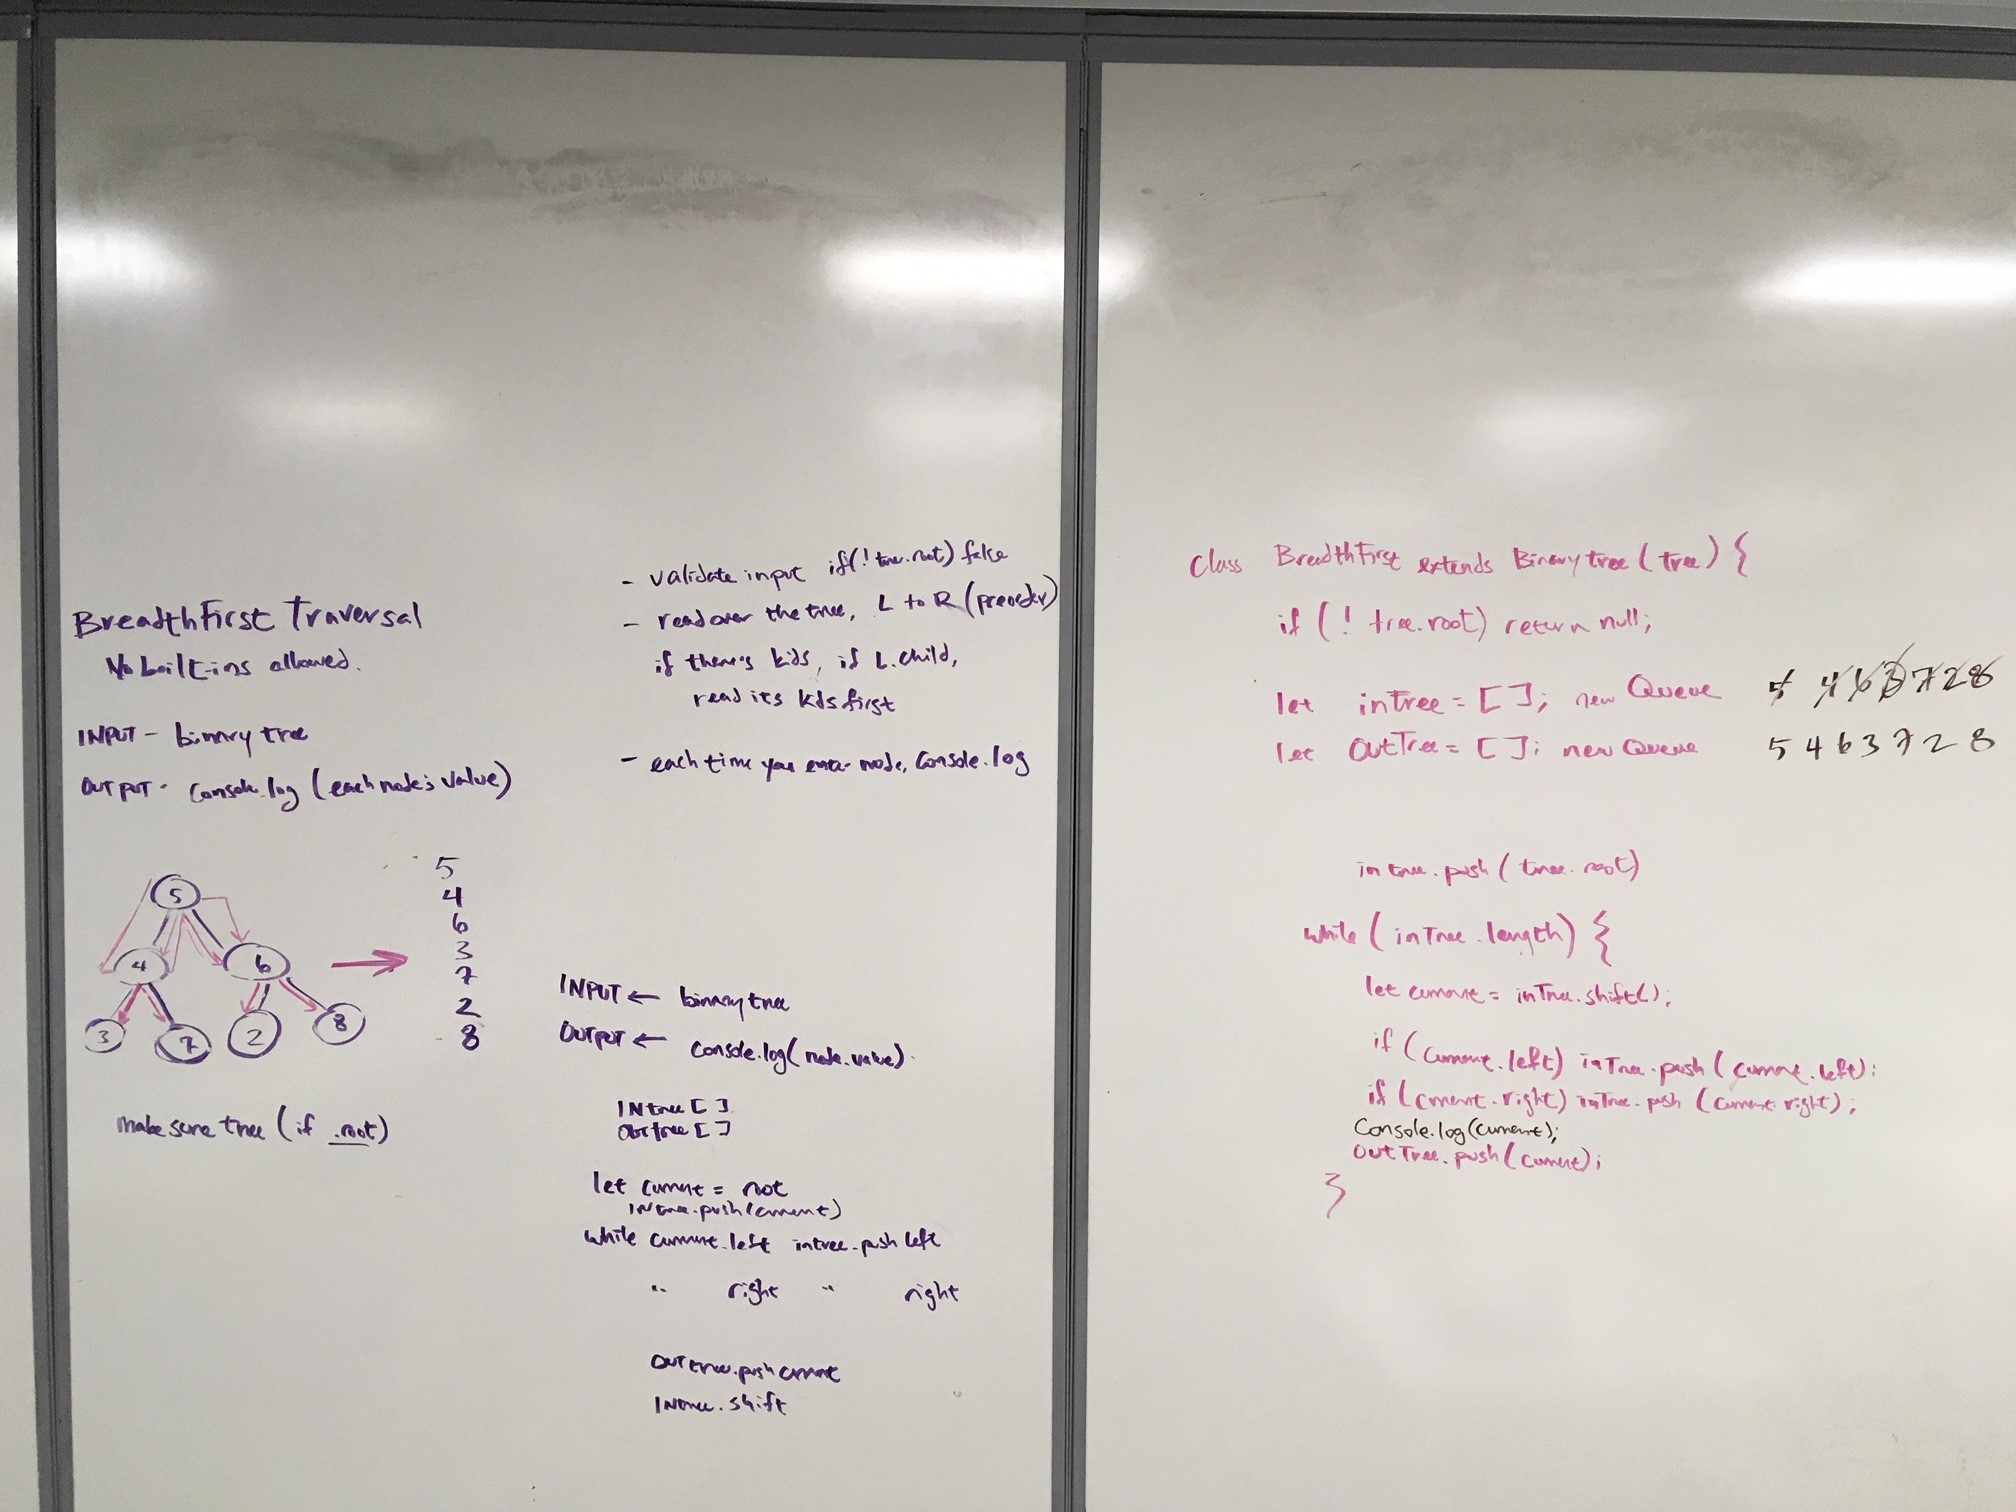 BreadthFirst Traversal
No built-ins allowed.
INPUT - binary tree
OUTPUT - Console.log (each node's value)
5
4 6
3 7 2 8
5
4
6
3
7
2
8
make sure tree (if .root)
- validate input if(! tree.root) false
- read over the tree, L to R (preorder)
if there's kids, if L.child,
read its kids first
- each time you enter node, Console.log
INPUT ← binary tree
OUTPUT ← Console.log(node.value).
INtree [ ]
OUTtree [ ]
let current = root
INtree.push(current)
while current.left intree.push left
" right " right
OUTtree.push current
INtree.shift
Class BreadthFirst extends Binary tree (tree) {
if (! tree.root) return null;
let intree = [ ]; new Queue 5 4 6 3 7 2 8
let OutTree = [ ]; new Queue 5 4 6 3 7 2 8
in tree.push (tree.root)
while (inTree.length) {
let current = inTree.shift();
if (current.left) inTree.push (current.left);
if (current.right) inTree.push (current.right);
Console.log(current);
outTree.push(current);
}